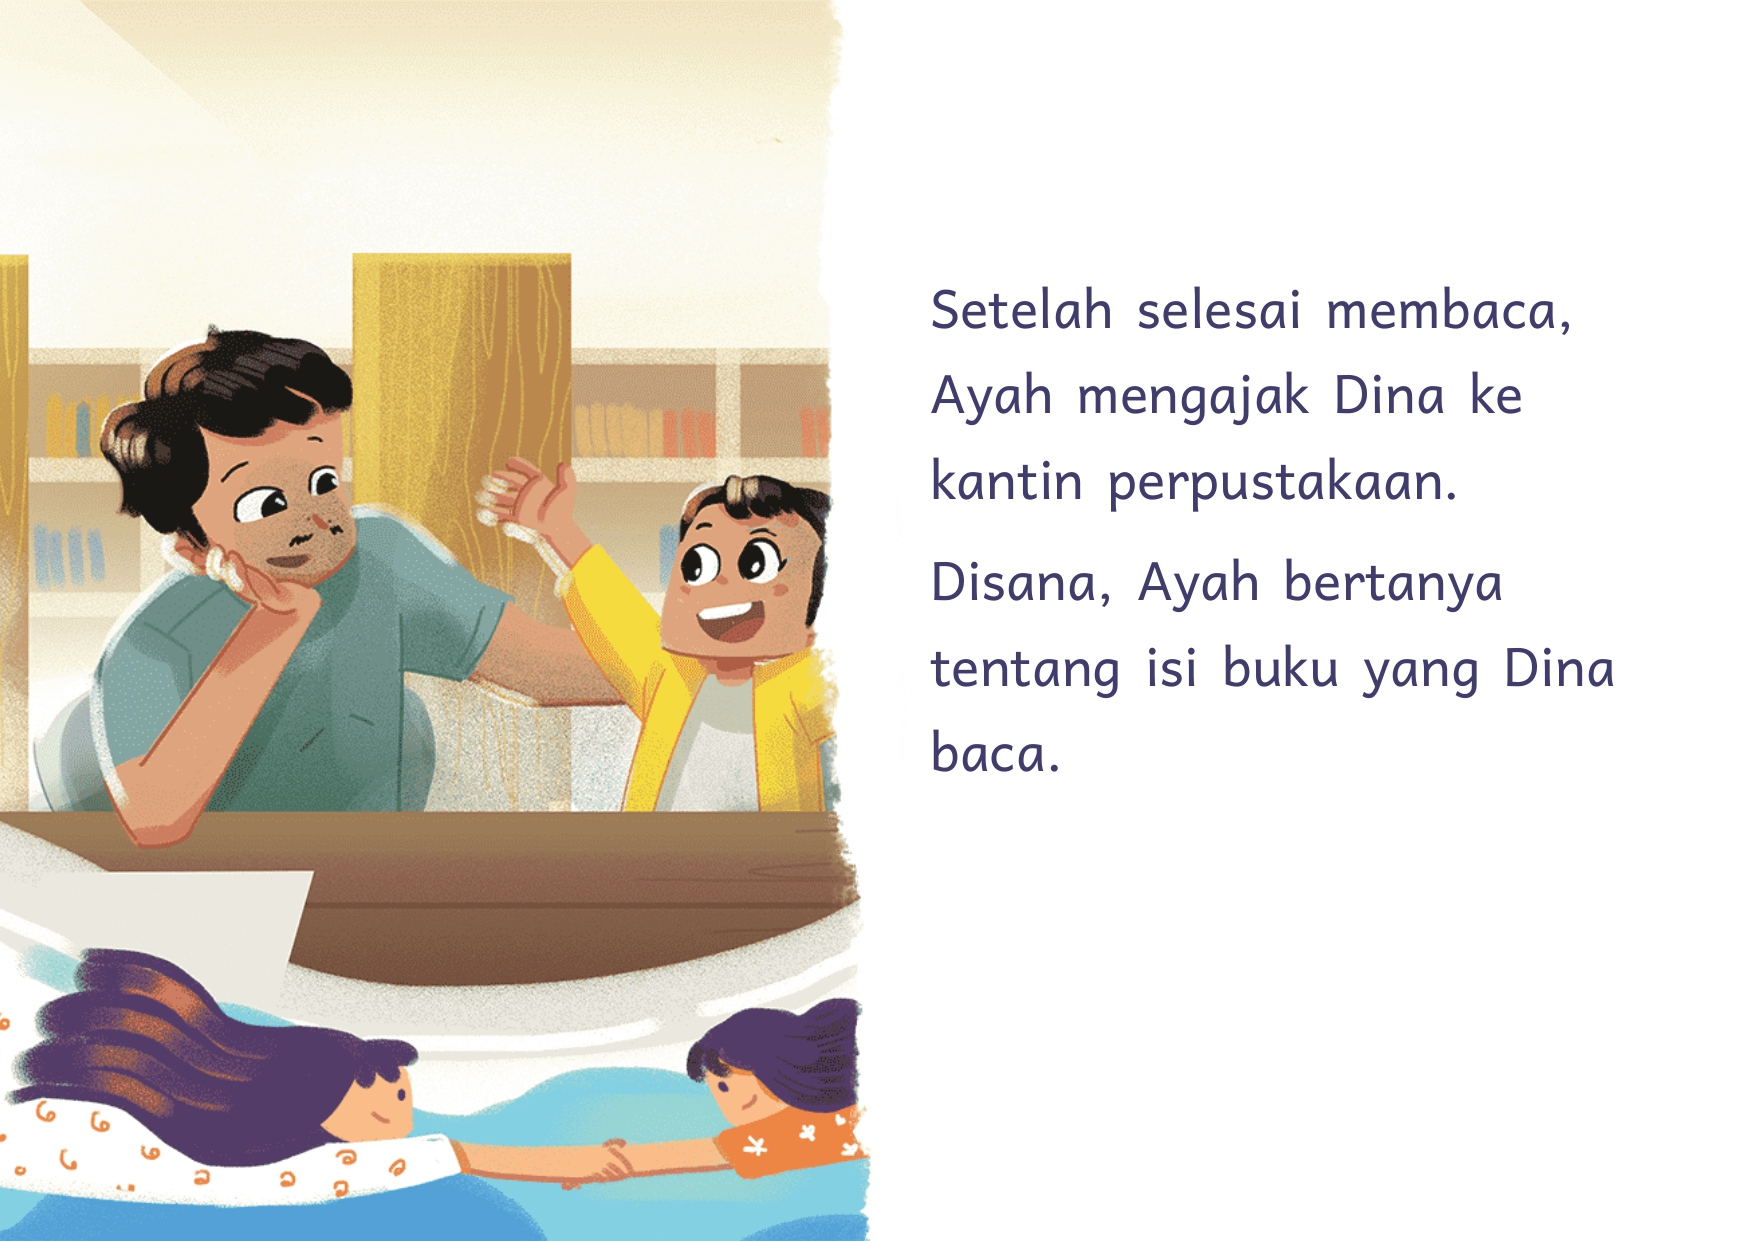 Setelah selesai membaca,
Ayah mengajak Dina ke
kantin perpustakaan.
Disana, Ayah bertanya
tentang isi buku yang Dina
baca.